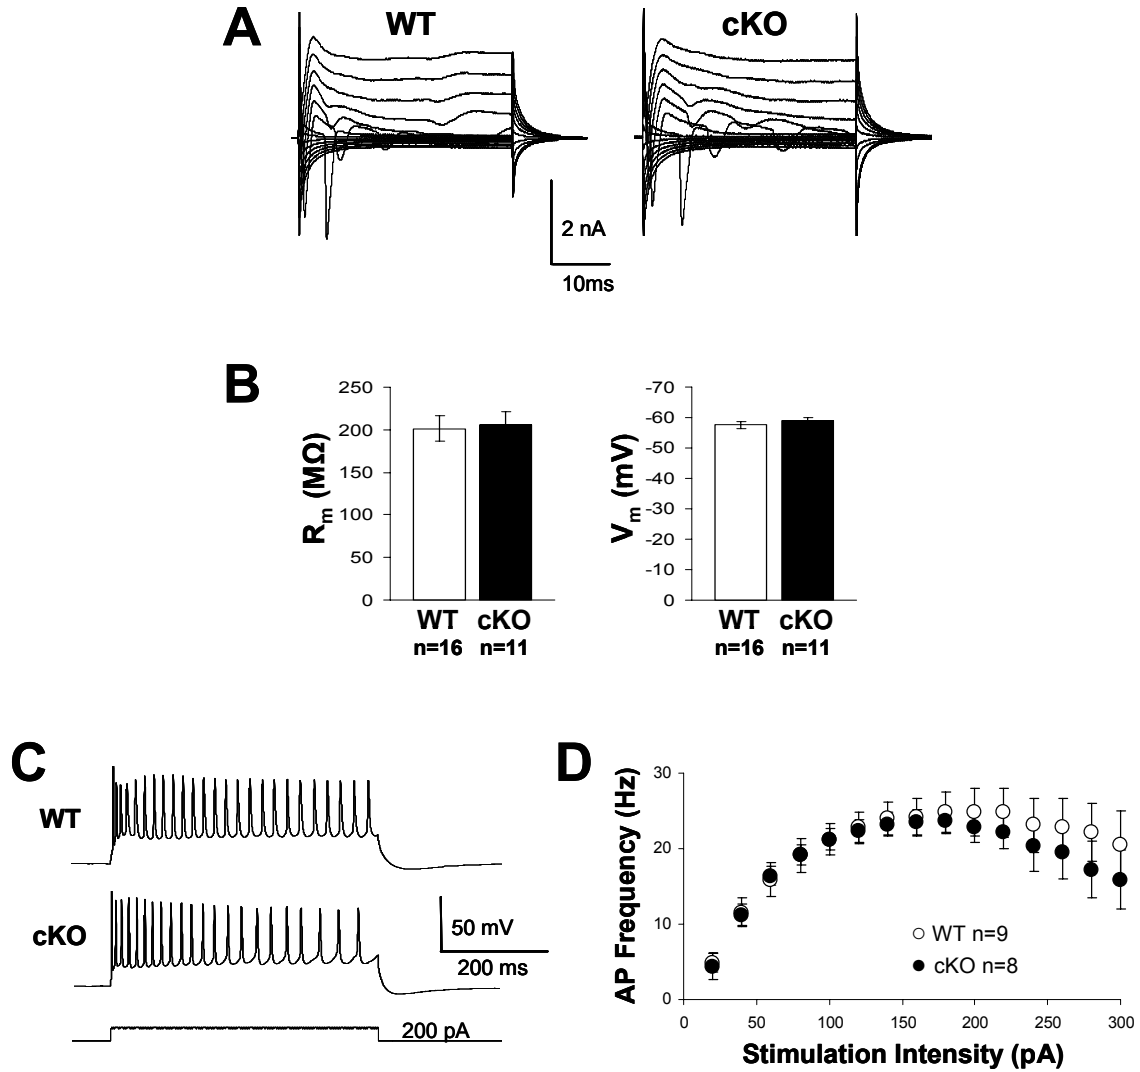 A
WT
cKO
2 nA
10ms
B
250
200
150
100
50
0
Rm (MΩ)
WT
cKO
n=16
n=11
-70
-60
-50
-40
-30
-20
-10
0
Vm (mV)
WT
cKO
n=16
n=11
C
WT
cKO
50 mV
200 ms
200 pA
D
30
20
10
0
AP Frequency (Hz)
WT n=9
cKO n=8
0 50 100 150 200 250 300
Stimulation Intensity (pA)